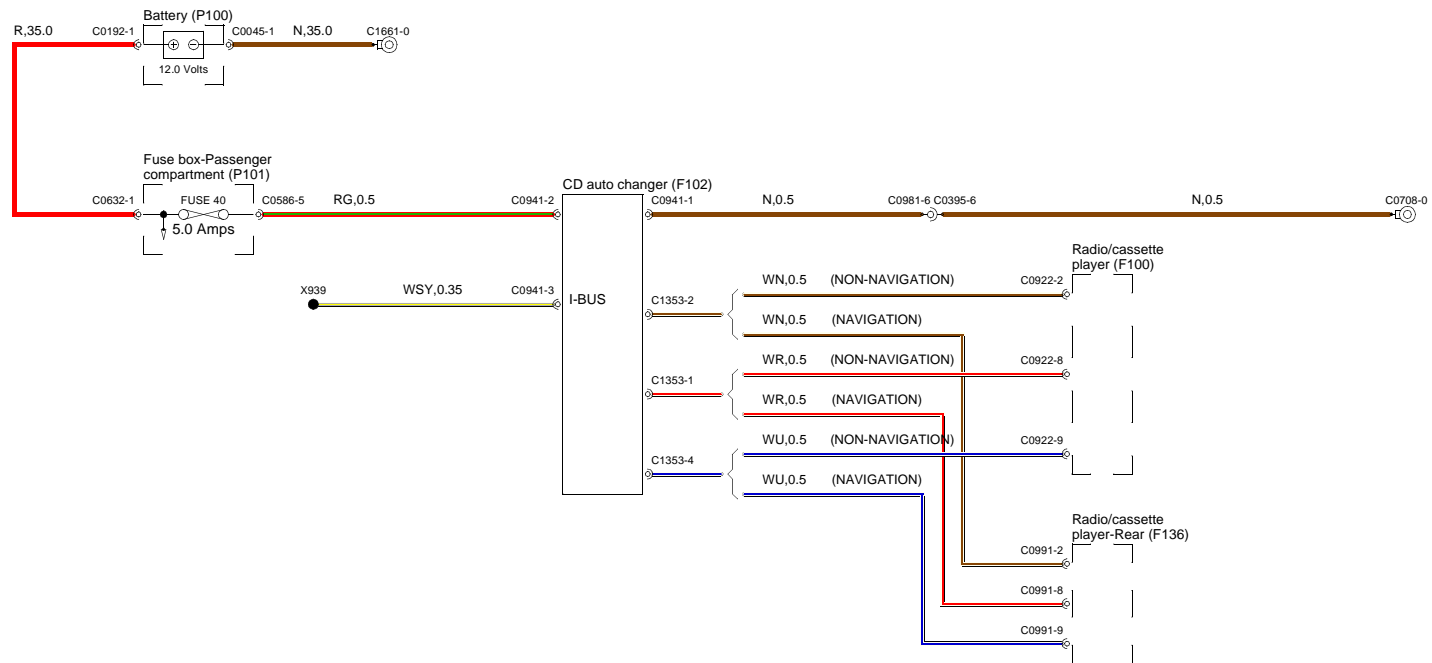 Battery (P100)
R,35.0
C0192-1
C0045-1
N,35.0
C1661-0
12.0 Volts
Fuse box-Passenger
compartment (P101)
C0632-1
FUSE 40
C0586-5
RG,0.5
C0941-2
5.0 Amps
CD auto changer (F102)
C0941-1
N,0.5
C0981-6 C0395-6
N,0.5
C0708-0
X939
WSY,0.35
C0941-3
I-BUS
Radio/cassette
player (F100)
WN,0.5 (NON-NAVIGATION)
C0922-2
C1353-2
WN,0.5 (NAVIGATION)
WR,0.5 (NON-NAVIGATION)
C0922-8
C1353-1
WR,0.5 (NAVIGATION)
WU,0.5 (NON-NAVIGATION)
C0922-9
C1353-4
WU,0.5 (NAVIGATION)
Radio/cassette
player-Rear (F136)
C0991-2
C0991-8
C0991-9